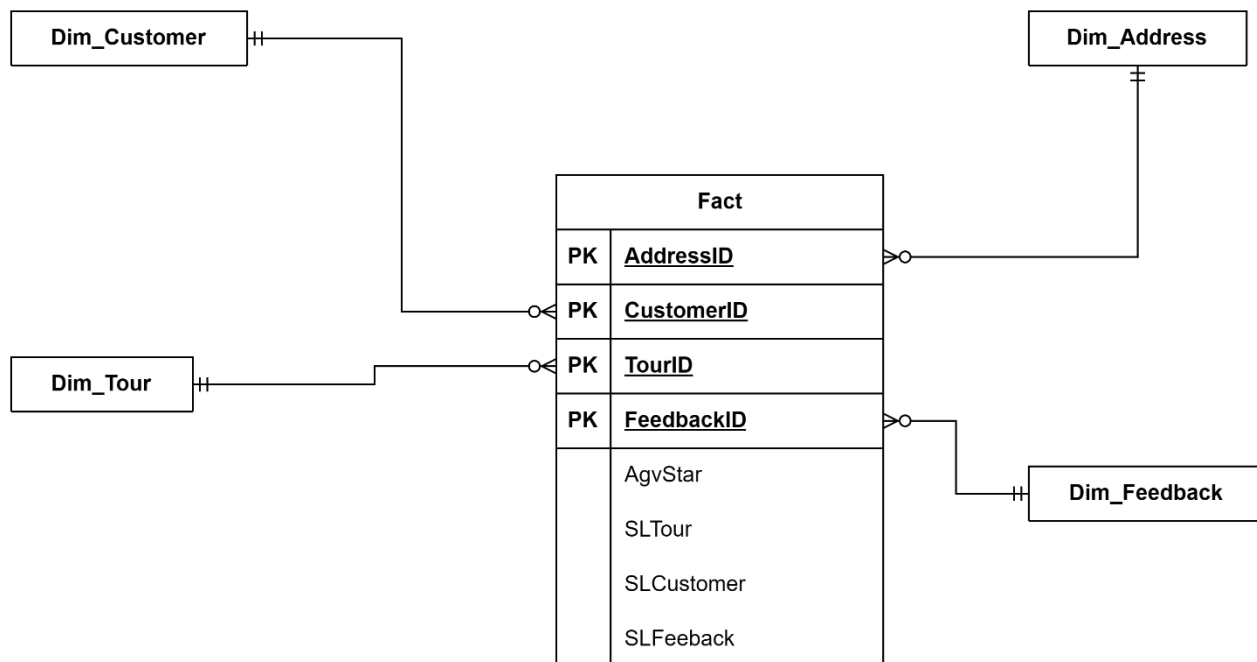 Dim_Customer
Dim_Address
Fact
PK AddressID
PK CustomerID
PK TourID
PK FeedbackID
AgvStar
SLTour
SLCustomer
SLFeeback
Dim_Tour
Dim_Feedback